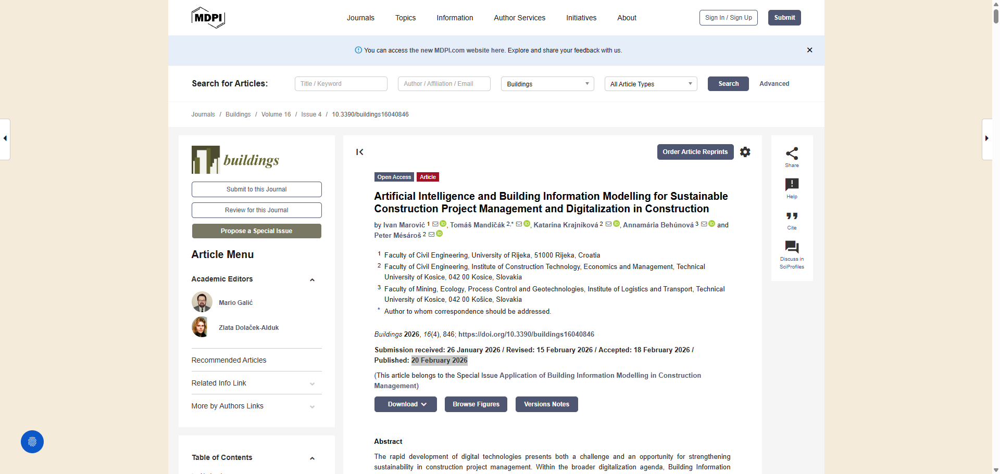 MDPI
Journals
Topics
Information
Author Services
Initiatives
About
Sign In / Sign Up
Submit
You can access the new MDPI.com website here. Explore and share your feedback with us.
Search for Articles:
Title / Keyword
Author / Affiliation / Email
Buildings
All Article Types
Search
Advanced
Journals / Buildings / Volume 16 / Issue 4 / 10.3390/buildings16040846
buildings
Submit to this Journal
Review for this Journal
Propose a Special Issue
Article Menu
Academic Editors
Mario Galić
Zlata Dolaček-Alduk
Recommended Articles
Related Info Link
More by Authors Links
Table of Contents
Order Article Reprints
Open Access
Article
Artificial Intelligence and Building Information Modelling for Sustainable
Construction Project Management and Digitalization in Construction
by Ivan Marović 1, Tomáš Mandičák 2,*, Katarína Krajníková 2, Annamária Behúnová 3 and
Peter Mésároš 2
1 Faculty of Civil Engineering, University of Rijeka, 51000 Rijeka, Croatia
2 Faculty of Civil Engineering, Institute of Construction Technology, Economics and Management, Technical
University of Kosice, 042 00 Kosice, Slovakia
3 Faculty of Mining, Ecology, Process Control and Geotechnologies, Institute of Logistics and Transport, Technical
University of Kosice, 042 00 Košice, Slovakia
* Author to whom correspondence should be addressed.
Buildings 2026, 16(4), 846; https://doi.org/10.3390/buildings16040846
Submission received: 26 January 2026 / Revised: 15 February 2026 / Accepted: 18 February 2026 /
Published: 20 February 2026
(This article belongs to the Special Issue Application of Building Information Modelling in Construction
Management)
Download
Browse Figures
Versions Notes
Abstract
The rapid development of digital technologies presents both a challenge and an opportunity for strengthening
sustainability in construction project management. Within the broader digitalization agenda, Building Information
Share
Help
Cite
Discuss in
SciProfiles